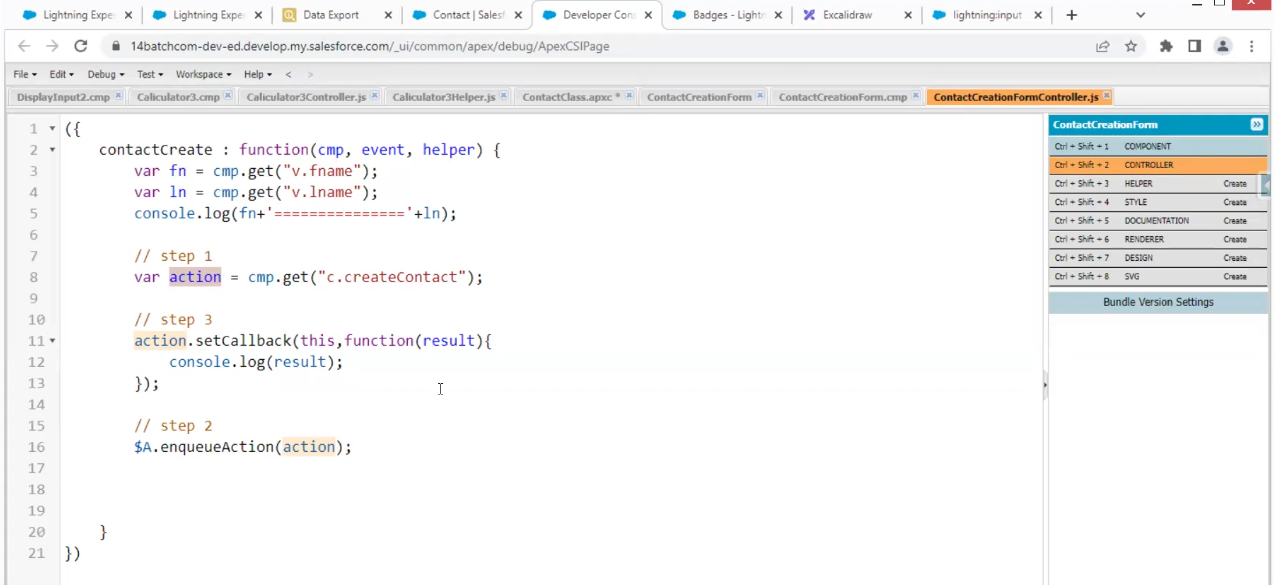 Lightning Expe Lightning Expe Data Export Contact | Salesf Developer Con Badges - Lightn Excalidraw lightning:input
14batchcom-dev-ed.develop.my.salesforce.com/_ui/common/apex/debug/ApexCSIPage
File Edit Debug Test Workspace Help < >
DisplayInput2.cmp Caliculator3.cmp Caliculator3Controller.js Caliculator3Helper.js ContactClass.apxc * ContactCreationForm ContactCreationForm.cmp ContactCreationFormController.js
1 ({
2 contactCreate : function(cmp, event, helper) {
3 var fn = cmp.get("v.fname");
4 var ln = cmp.get("v.lname");
5 console.log(fn+'==============='+ln);
6
7 // step 1
8 var action = cmp.get("c.createContact");
9
10 // step 3
11 action.setCallback(this,function(result){
12 console.log(result);
13 });
14
15 // step 2
16 $A.enqueueAction(action);
17
18
19
20 }
21 })
ContactCreationForm
Ctrl + Shift + 1 COMPONENT
Ctrl + Shift + 2 CONTROLLER
Ctrl + Shift + 3 HELPER Create
Ctrl + Shift + 4 STYLE Create
Ctrl + Shift + 5 DOCUMENTATION Create
Ctrl + Shift + 6 RENDERER Create
Ctrl + Shift + 7 DESIGN Create
Ctrl + Shift + 8 SVG Create
Bundle Version Settings